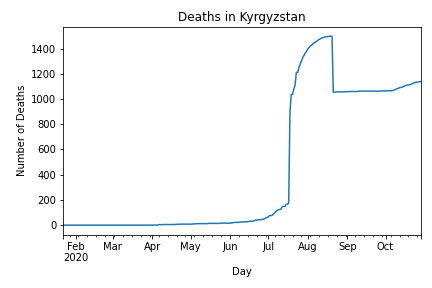 Deaths in Kyrgyzstan
Number of Deaths
1400
1200
1000
800
600
400
200
0
Feb Mar Apr May Jun Jul Aug Sep Oct
2020
Day